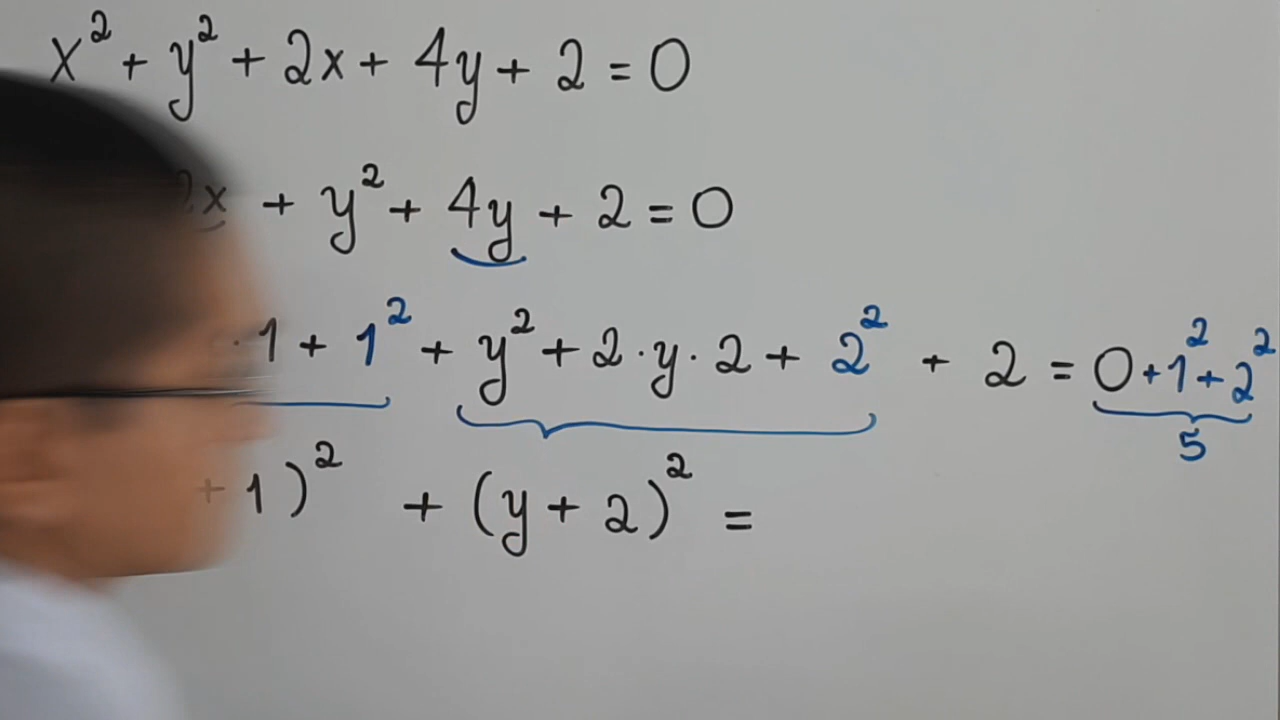 x² + y² + 2x + 4y + 2 = 0
2x + y² + 4y + 2 = 0
· 1 + 1² + y² + 2 · y · 2 + 2² + 2 = 0 + 1² + 2²
5
+ 1)² + (y + 2)² =